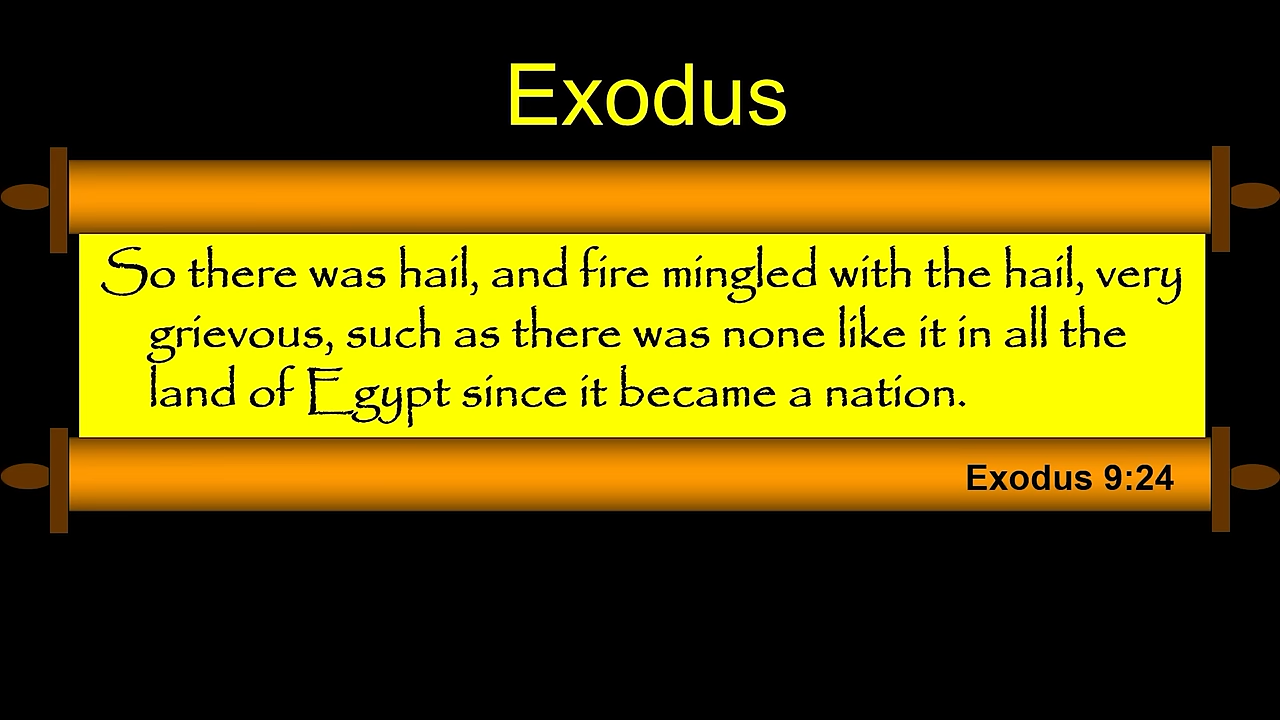 Exodus
So there was hail, and fire mingled with the hail, very
grievous, such as there was none like it in all the
land of Egypt since it became a nation.
Exodus 9:24